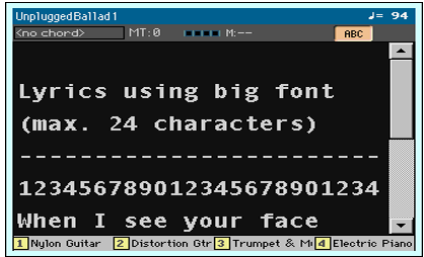 UnpluggedBallad1 ♩= 94
<no chord> MT:0 M:-- ABC
Lyrics using big font
(max. 24 characters)
-------------------------
123456789012345678901234
When I see your face
1 Nylon Guitar 2 Distortion Gtr 3 Trumpet & Mu 4 Electric Piano